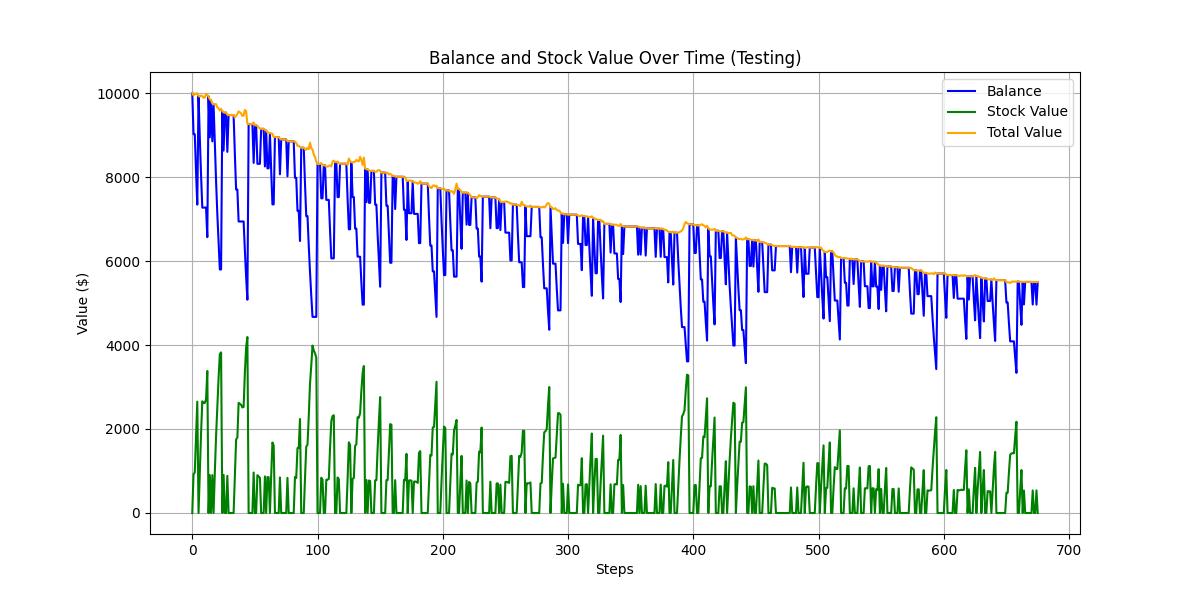 Balance and Stock Value Over Time (Testing)
Balance
Stock Value
Total Value
Value ($)
10000
8000
6000
4000
2000
0
0 100 200 300 400 500 600 700
Steps